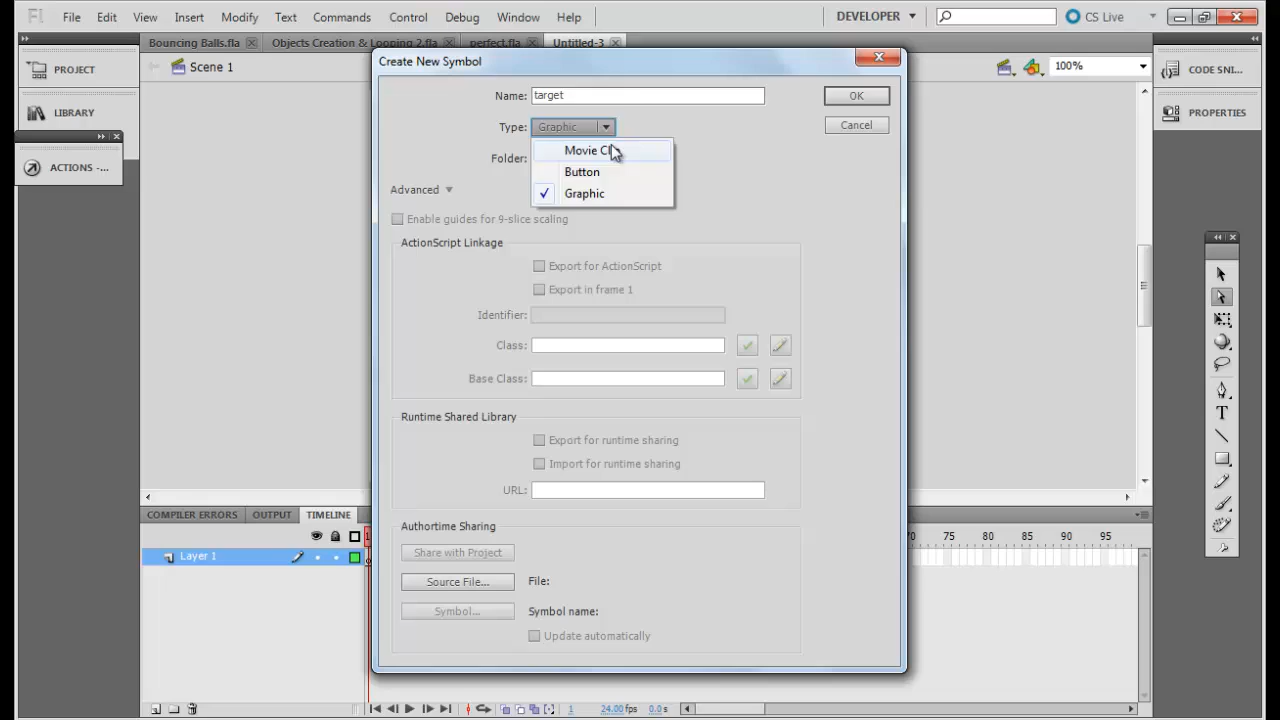 Fl File Edit View Insert Modify Text Commands Control Debug Window Help DEVELOPER CS Live
Bouncing Balls.fla Objects Creation & Looping 2.fla perfect.fla Untitled-3
Scene 1 100%
PROJECT
LIBRARY
ACTIONS -...
CODE SNI...
PROPERTIES
Create New Symbol
Name: target OK
Type: Graphic Cancel
Movie Cl
Button
Graphic
Folder:
Advanced
Enable guides for 9-slice scaling
ActionScript Linkage
Export for ActionScript
Export in frame 1
Identifier:
Class:
Base Class:
Runtime Shared Library
Export for runtime sharing
Import for runtime sharing
URL:
Authortime Sharing
Share with Project
Source File... File:
Symbol... Symbol name:
Update automatically
COMPILER ERRORS OUTPUT TIMELINE
1 70 75 80 85 90 95
Layer 1
1 24.00 fps 0.0 s